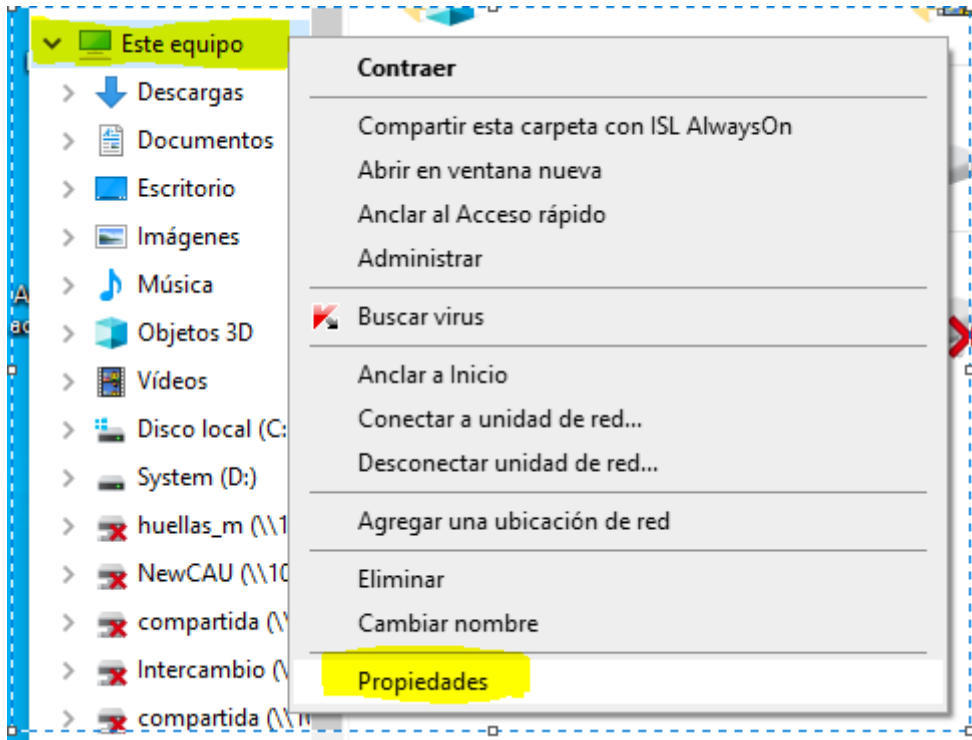 Este equipo
Descargas
Documentos
Escritorio
Imágenes
Música
Objetos 3D
Vídeos
Disco local (C:
System (D:)
huellas_m (\\1
NewCAU (\\10
compartida (\
Intercambio (\
compartida (\\1
Contraer
Compartir esta carpeta con ISL AlwaysOn
Abrir en ventana nueva
Anclar al Acceso rápido
Administrar
Buscar virus
Anclar a Inicio
Conectar a unidad de red...
Desconectar unidad de red...
Agregar una ubicación de red
Eliminar
Cambiar nombre
Propiedades